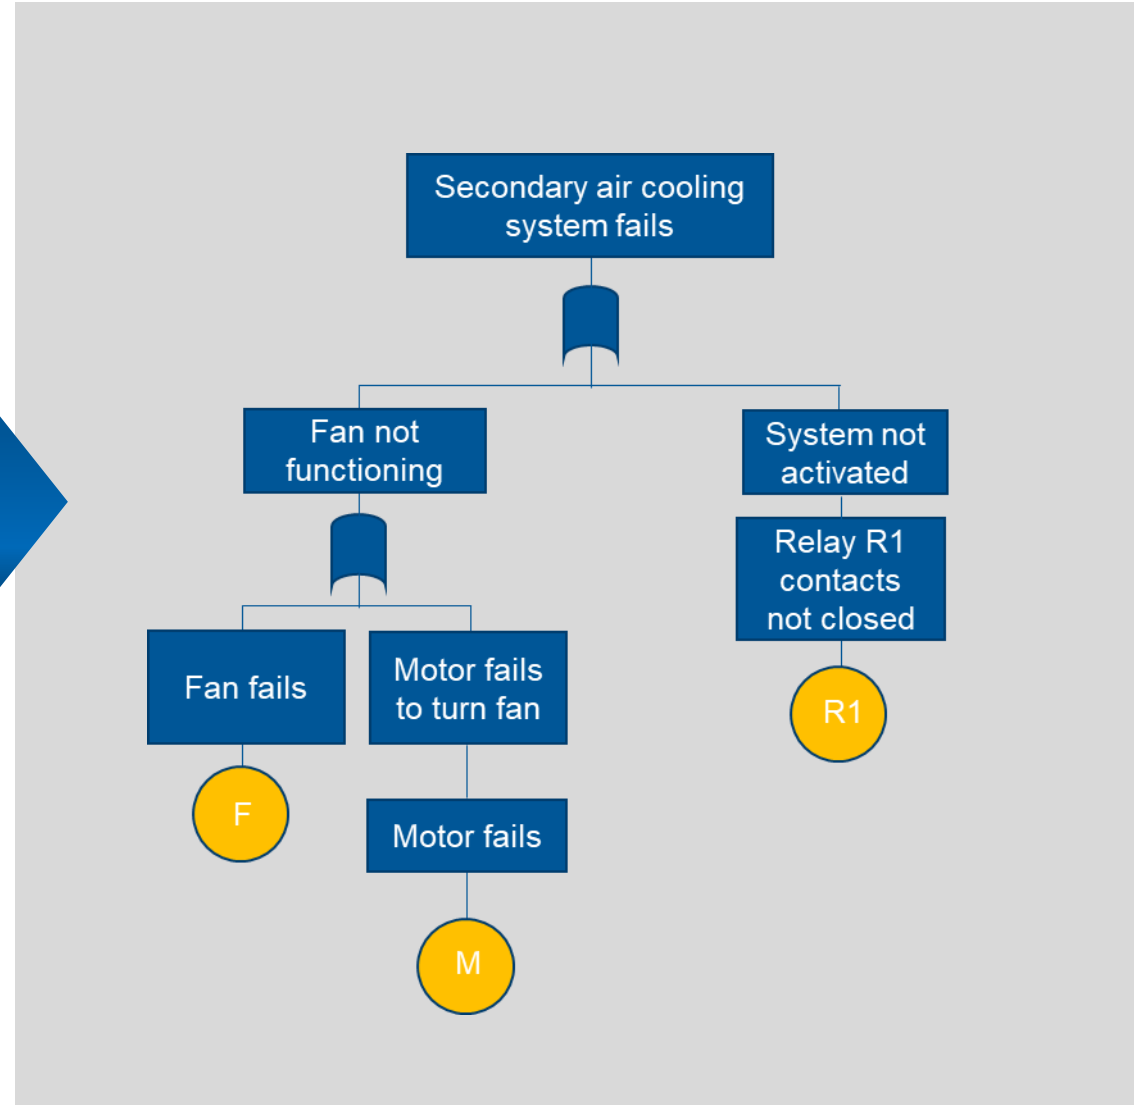 Secondary air cooling
system fails
Fan not
functioning
System not
activated
Relay R1
contacts
not closed
Fan fails
Motor fails
to turn fan
R1
F
Motor fails
M